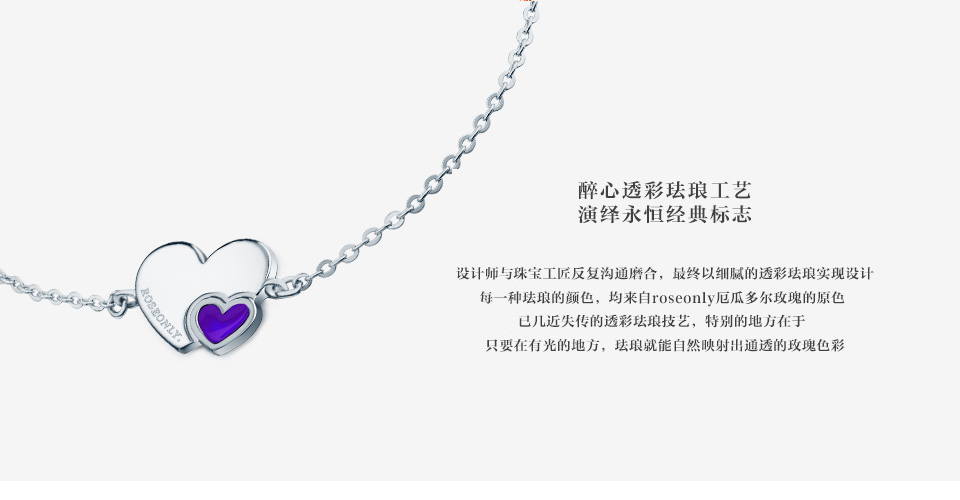 醉心透彩珐琅工艺
演绎永恒经典标志
设计师与珠宝工匠反复沟通磨合，最终以细腻的透彩珐琅实现设计
每一种珐琅的颜色，均来自roseonly厄瓜多尔玫瑰的原色
已几近失传的透彩珐琅技艺，特别的地方在于
只要在有光的地方，珐琅就能自然映射出通透的玫瑰色彩
ROSEONLY.